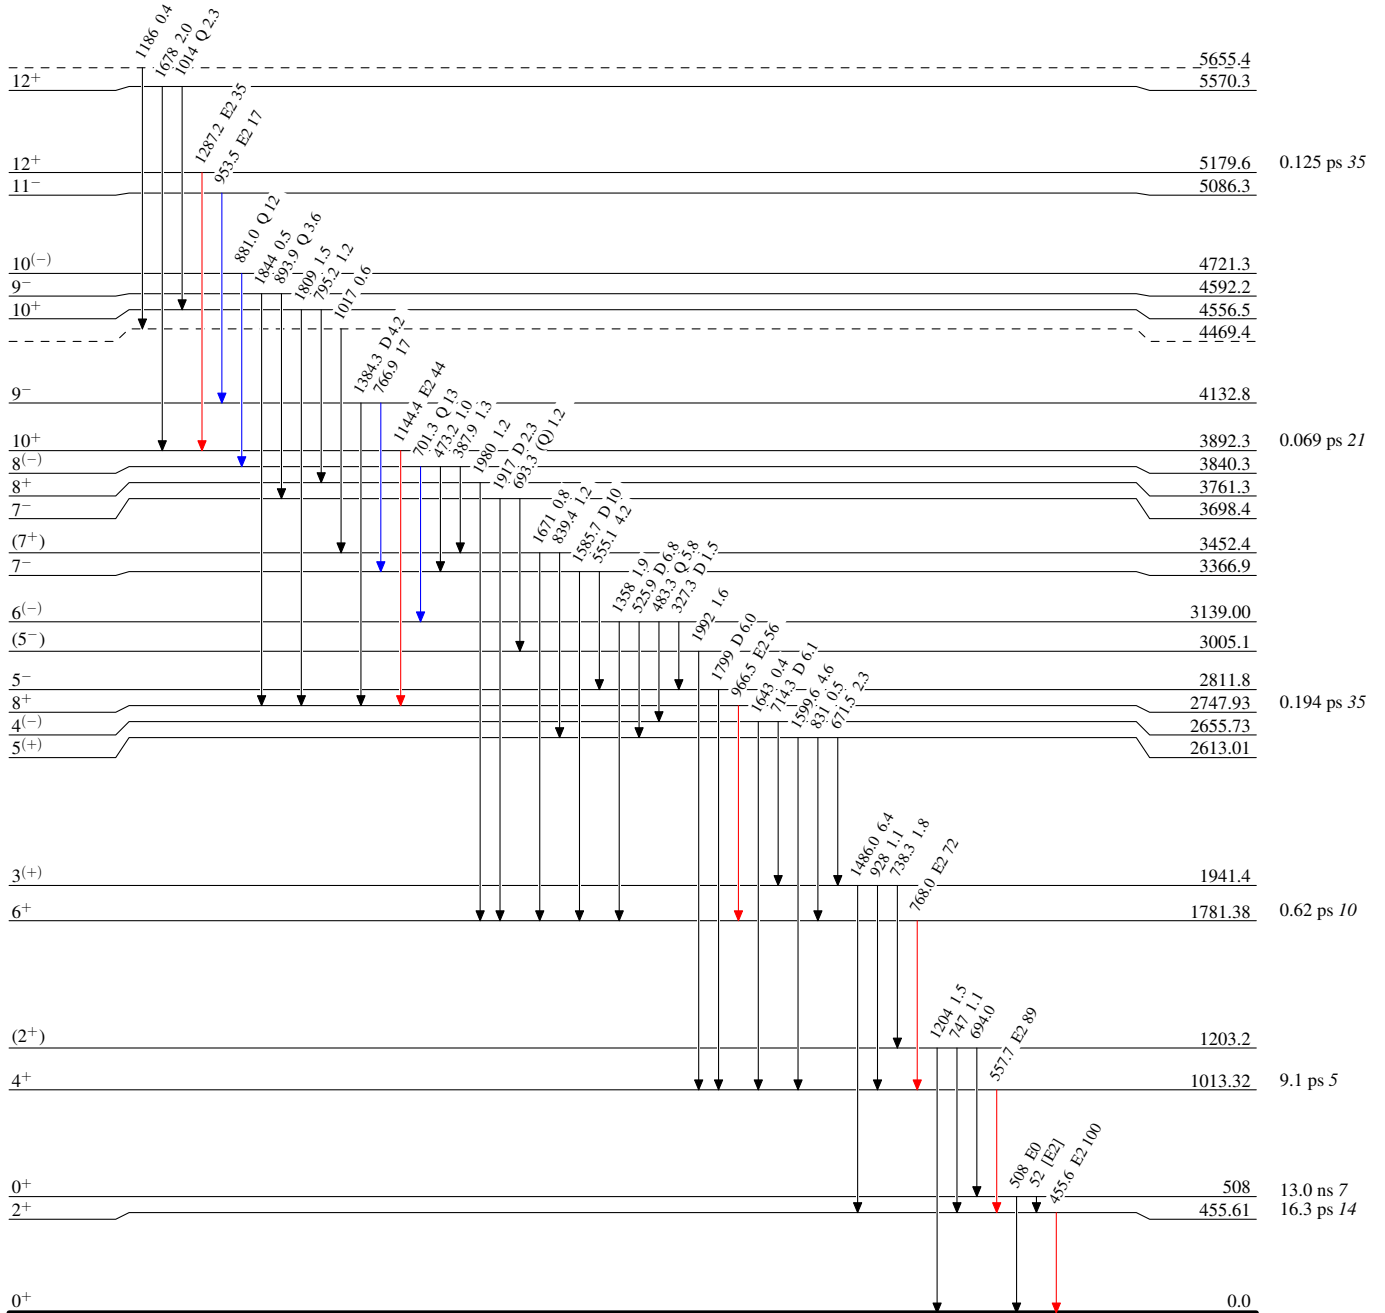 1186 0.4
1678 2.0
1014 Q 2.3
5655.4
12+ 5570.3
1287.2 E2 35
953.5 E2 17
12+ 5179.6 0.125 ps 35
11− 5086.3
881.0 Q 12
1844 0.5
893.9 Q 3.6
1809 1.5
795.2 1.2
1017 0.6
10(−) 4721.3
9− 4592.2
10+ 4556.5
4469.4
1384.3 D 4.2
766.9 17
9− 4132.8
1144.4 E2 44
701.3 Q 13
473.2 1.0
387.9 1.3
1980 1.2
1917 D 2.3
693.3 (Q) 1.2
10+ 3892.3 0.069 ps 21
8(−) 3840.3
8+ 3761.3
7− 3698.4
1671 0.8
839.4 1.2
1585.7 D 10
555.1 4.2
(7+) 3452.4
7− 3366.9
1358 1.9
525.9 D 6.8
483.3 Q 5.8
327.3 D 1.5
1992 1.6
6(−) 3139.00
(5−) 3005.1
1799 D 6.0
966.5 E2 56
1643 0.4
714.3 D 6.1
1599.6 4.6
831 0.5
671.5 2.3
5− 2811.8
8+ 2747.93 0.194 ps 35
4(−) 2655.73
5(+) 2613.01
1486.0 6.4
928 1.1
738.3 1.8
768.0 E2 72
3(+) 1941.4
6+ 1781.38 0.62 ps 10
1204 1.5
747 1.1
694.0
557.7 E2 89
(2+) 1203.2
4+ 1013.32 9.1 ps 5
508 E0
52 [E2]
455.6 E2 100
0+ 508 13.0 ns 7
2+ 455.61 16.3 ps 14
0+ 0.0